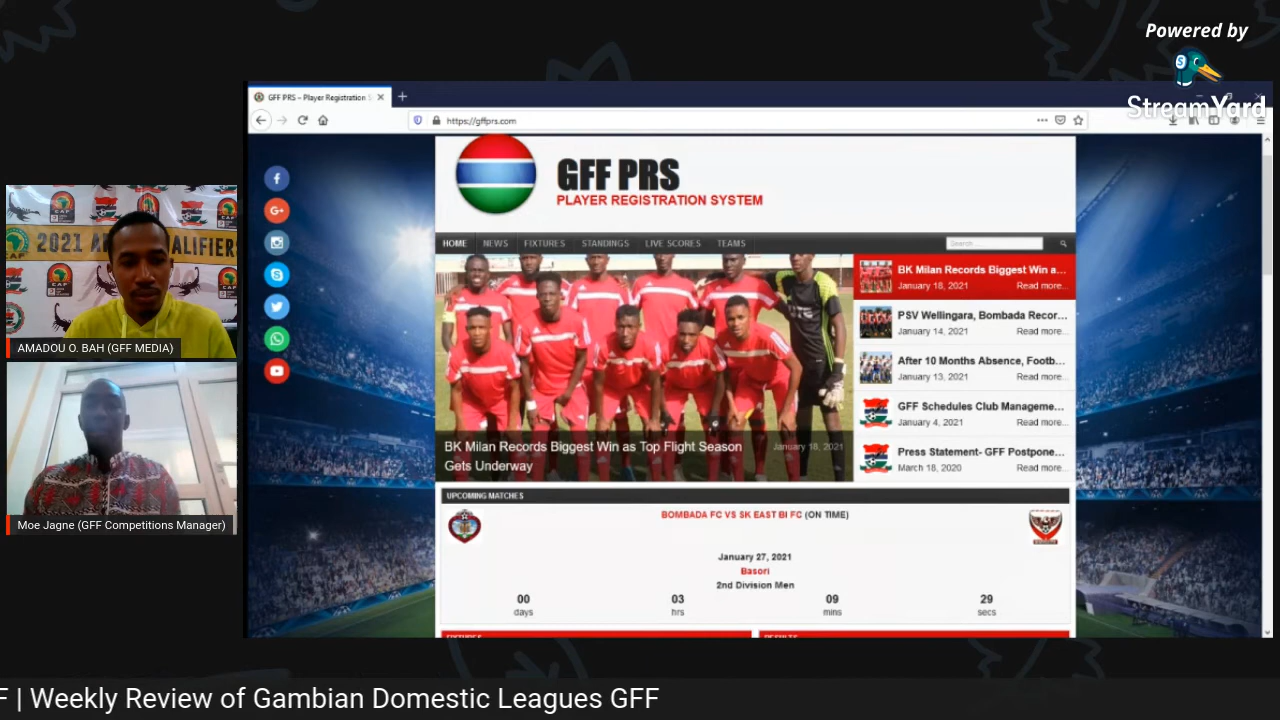 Powered by
StreamYard
GFF PRS – Player Registration S
https://gffprs.com
GFF PRS
PLAYER REGISTRATION SYSTEM
HOME NEWS FIXTURES STANDINGS LIVE SCORES TEAMS
Search ...
BK Milan Records Biggest Win a...
January 18, 2021 Read more...
PSV Wellingara, Bombada Recor...
January 14, 2021 Read more...
After 10 Months Absence, Footb...
January 13, 2021 Read more...
GFF Schedules Club Manageme...
January 4, 2021 Read more...
Press Statement- GFF Postpone...
March 18, 2020 Read more...
BK Milan Records Biggest Win as Top Flight Season
Gets Underway
January 18, 2021
UPCOMING MATCHES
BOMBADA FC VS SK EAST BI FC (ON TIME)
January 27, 2021
Basori
2nd Division Men
00 03 09 29
days hrs mins secs
2021
CAF
AMADOU O. BAH (GFF MEDIA)
Moe Jagne (GFF Competitions Manager)
F | Weekly Review of Gambian Domestic Leagues GFF